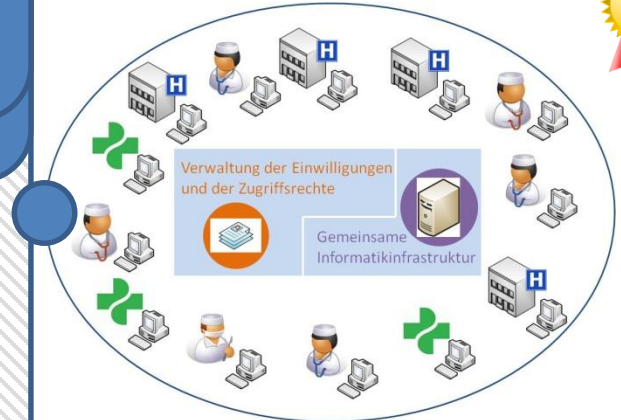 H
H
H
Verwaltung der Einwilligungen
und der Zugriffsrechte
Gemeinsame
Informatikinfrastruktur
H